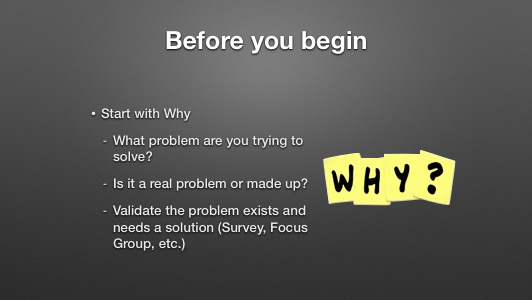 Before you begin
• Start with Why
- What problem are you trying to
solve?
- Is it a real problem or made up?
- Validate the problem exists and
needs a solution (Survey, Focus
Group, etc.)
WHY?